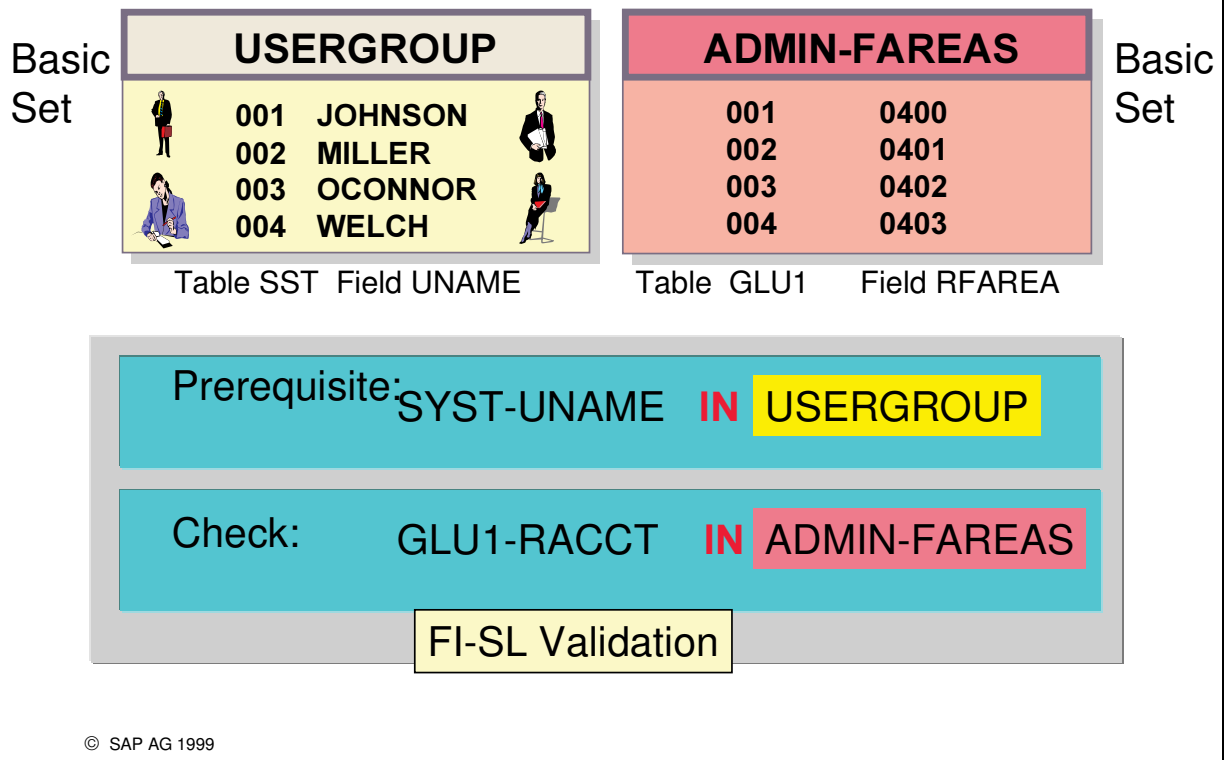 Basic
Set
USERGROUP
001 JOHNSON
002 MILLER
003 OCONNOR
004 WELCH
Table SST Field UNAME
ADMIN-FAREAS
001 0400
002 0401
003 0402
004 0403
Table GLU1 Field RFAREA
Basic
Set
Prerequisite: SYST-UNAME IN USERGROUP
Check: GLU1-RACCT IN ADMIN-FAREAS
FI-SL Validation
© SAP AG 1999